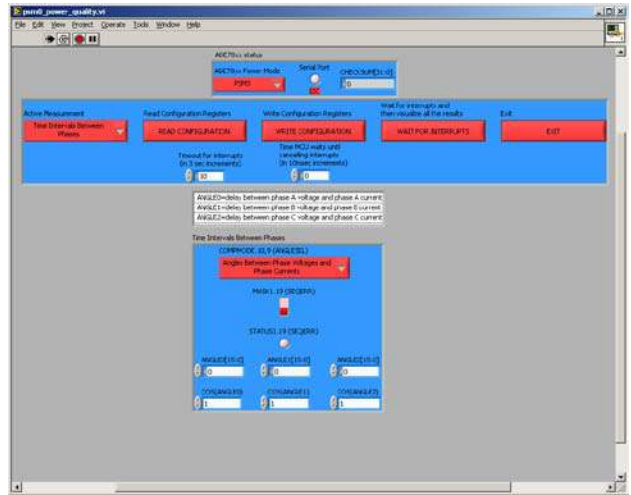 psm0_power_quality.vi
File Edit View Project Operate Tools Window Help
ADE78xx status
ADE78xx Power Mode
Serial Port
CHECKSUM[31:0]
PSM0
0
Active Measurement
Read Configuration Registers
Write Configuration Registers
Wait for interrupts and
then visualize all the results
Exit
Time Intervals Between
Phases
READ CONFIGURATION
WRITE CONFIGURATION
WAIT FOR INTERRUPTS
EXIT
Timeout for interrupts
(in 3 sec increments)
10
Time MCU waits until
canceling interrupts
(in 10msec increments)
0
ANGLE0=delay between phase A voltage and phase A current
ANGLE1=delay between phase B voltage and phase B current
ANGLE2=delay between phase C voltage and phase C current
Time Intervals Between Phases
COMPMODE.10,9 (ANGLESEL)
Angles Between Phase Voltages and
Phase Currents
MASK1.19 (SEQERR)
STATUS1.19 (SEQERR)
ANGLE0[15:0] ANGLE1[15:0] ANGLE2[15:0]
0 0 0
COS(ANGLE0) COS(ANGLE1) COS(ANGLE2)
1 1 1